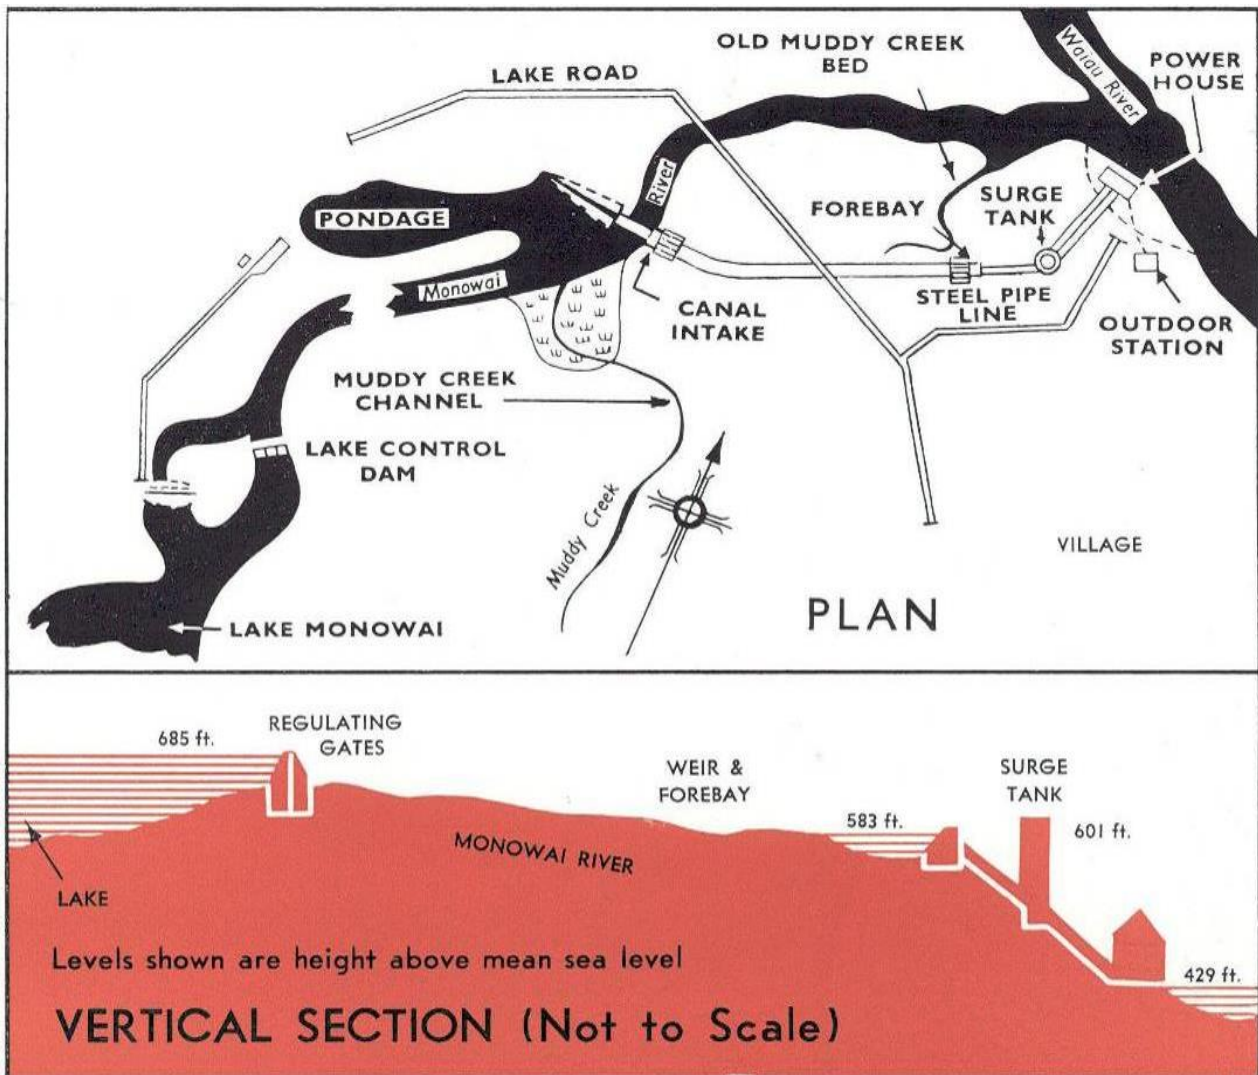 OLD MUDDY CREEK
BED
Waiau River
POWER
HOUSE
LAKE ROAD
River
PONDAGE
FOREBAY
SURGE
TANK
Monowai
CANAL
INTAKE
STEEL PIPE
LINE
OUTDOOR
STATION
MUDDY CREEK
CHANNEL
LAKE CONTROL
DAM
Muddy Creek
VILLAGE
PLAN
LAKE MONOWAI
685 ft.
REGULATING
GATES
WEIR &
FOREBAY
SURGE
TANK
583 ft.
601 ft.
MONOWAI RIVER
LAKE
Levels shown are height above mean sea level
429 ft.
VERTICAL SECTION (Not to Scale)